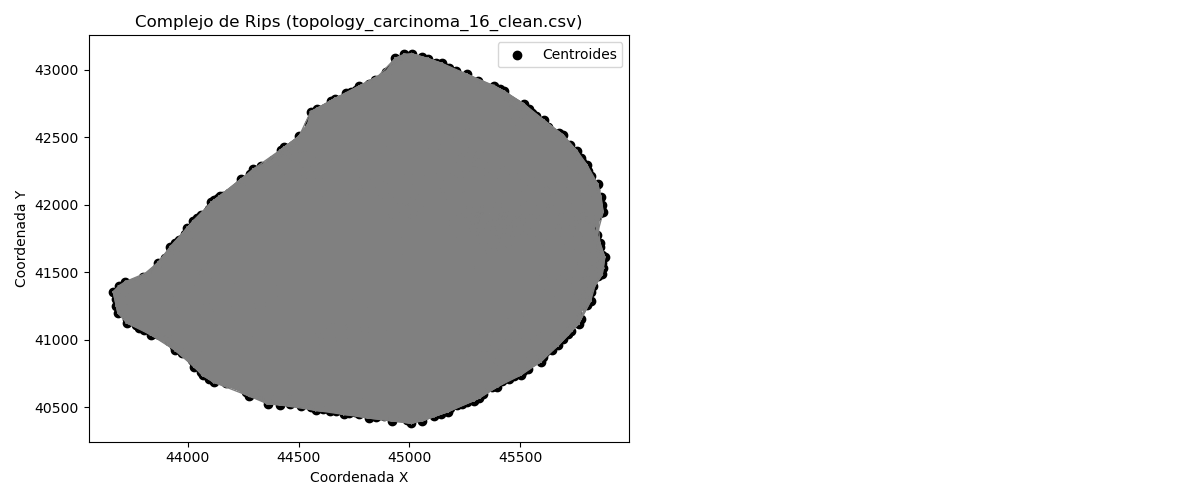 Complejo de Rips (topology_carcinoma_16_clean.csv)
Centroides
43000
42500
42000
41500
41000
40500
Coordenada Y
44000 44500 45000 45500
Coordenada X